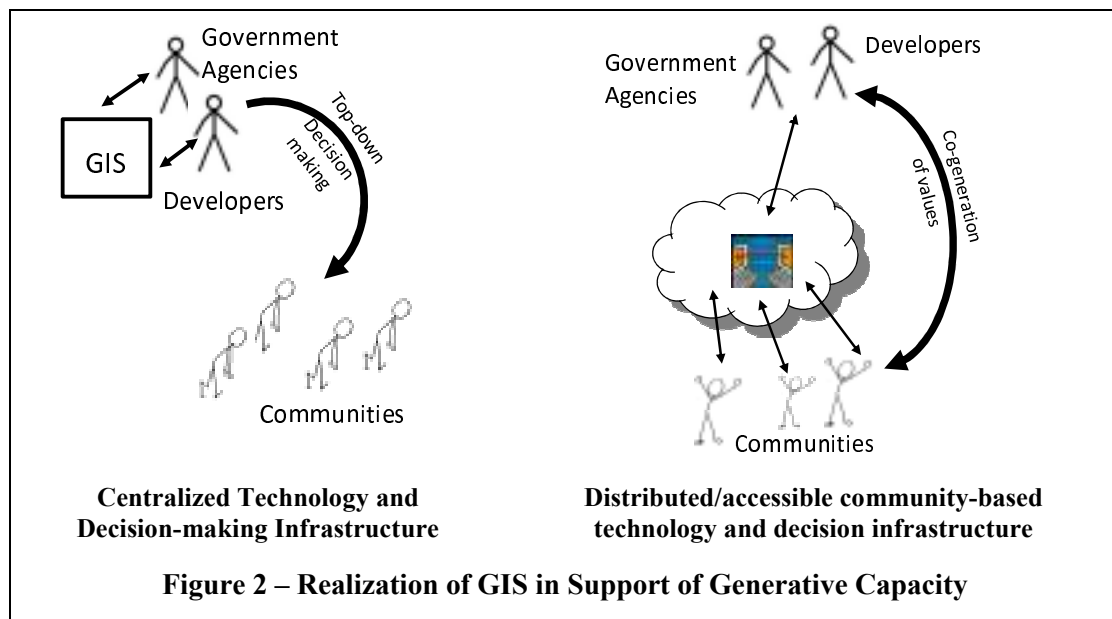 Government
Agencies
GIS
Developers
Top-down
Decision
making
Communities
Centralized Technology and
Decision-making Infrastructure
Government
Agencies
Developers
Co-generation
of values
Communities
Distributed/accessible community-based
technology and decision infrastructure
Figure 2 – Realization of GIS in Support of Generative Capacity